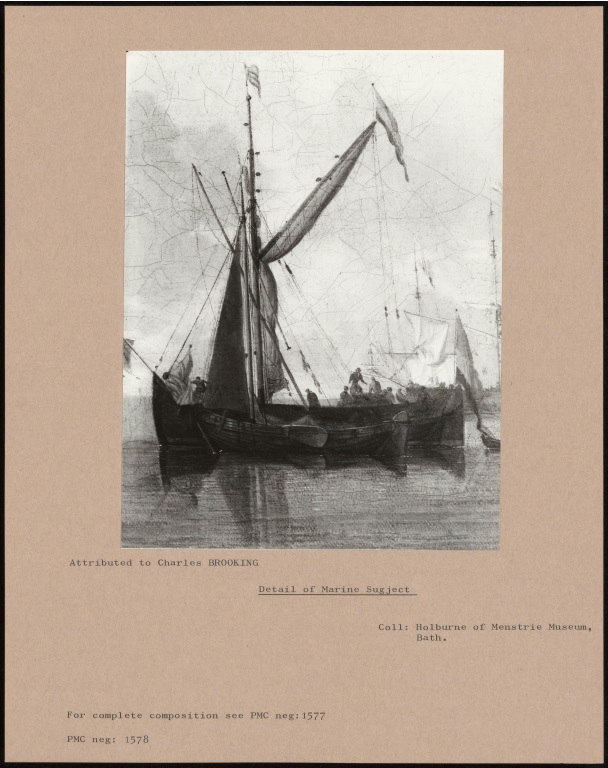 Attributed to Charles BROOKING
Detail of Marine Sugject
Coll: Holburne of Menstrie Museum,
Bath.
For complete composition see PMC neg:1577
PMC neg: 1578